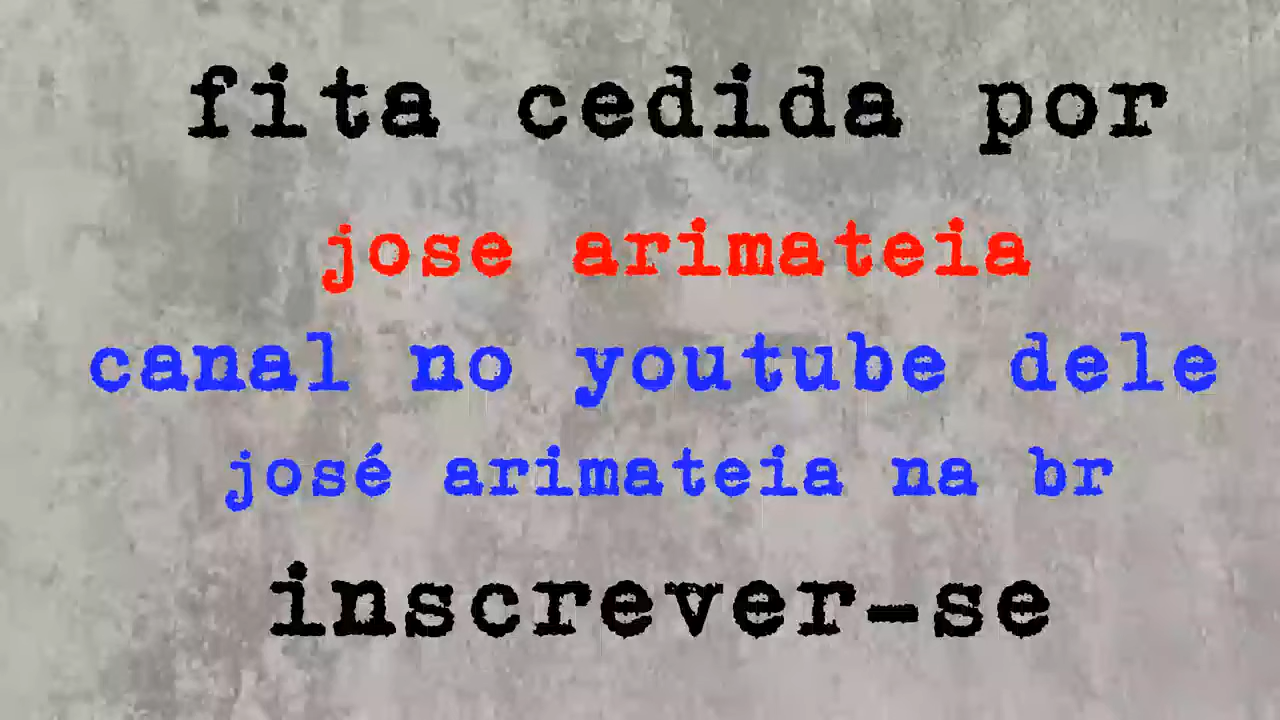 fita cedida por
jose arimateia
canal no youtube dele
josé arimateia na br
inscrever-se